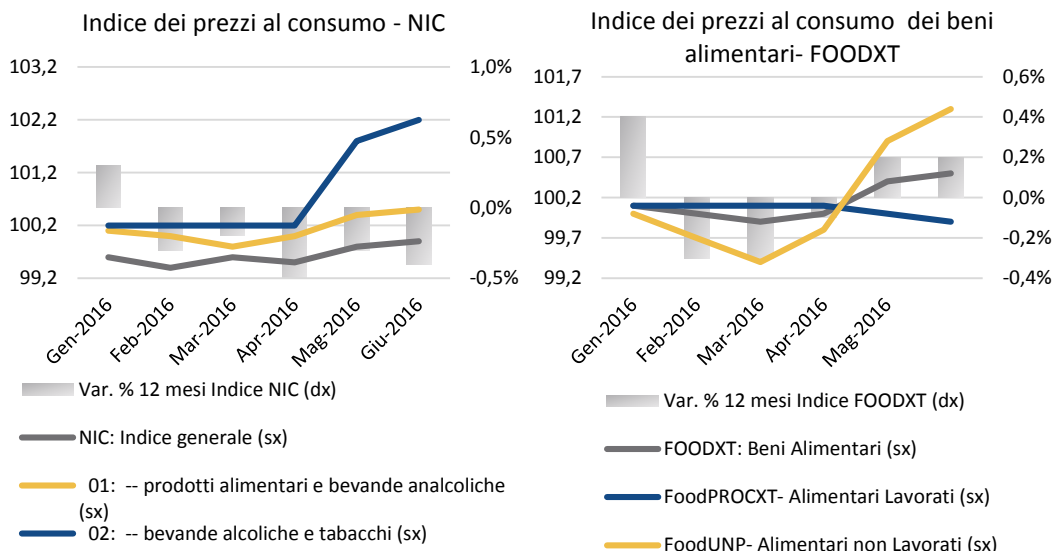 Indice dei prezzi al consumo - NIC
103,2
102,2
101,2
100,2
99,2
1,0%
0,5%
0,0%
-0,5%
Gen-2016
Feb-2016
Mar-2016
Apr-2016
Mag-2016
Giu-2016
Var. % 12 mesi Indice NIC (dx)
NIC: Indice generale (sx)
01: -- prodotti alimentari e bevande analcoliche
(sx)
02: -- bevande alcoliche e tabacchi (sx)
Indice dei prezzi al consumo dei beni
alimentari- FOODXT
101,7
101,2
100,7
100,2
99,7
99,2
0,6%
0,4%
0,2%
0,0%
-0,2%
-0,4%
Gen-2016
Feb-2016
Mar-2016
Apr-2016
Mag-2016
Var. % 12 mesi Indice FOODXT (dx)
FOODXT: Beni Alimentari (sx)
FoodPROCXT- Alimentari Lavorati (sx)
FoodUNP- Alimentari non Lavorati (sx)